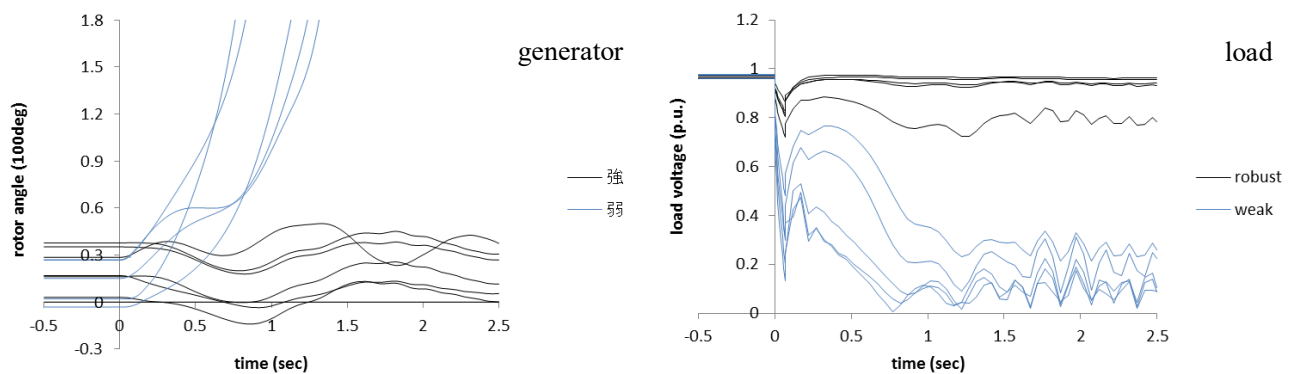 generator
rotor angle (100deg)
1.8
1.5
1.2
0.9
0.6
0.3
0
-0.3
-0.5
0
0.5
1
1.5
2
2.5
time (sec)
強
弱
load
load voltage (p.u.)
1.2
1
0.8
0.6
0.4
0.2
0
-0.5
0
0.5
1
1.5
2
2.5
time (sec)
robust
weak